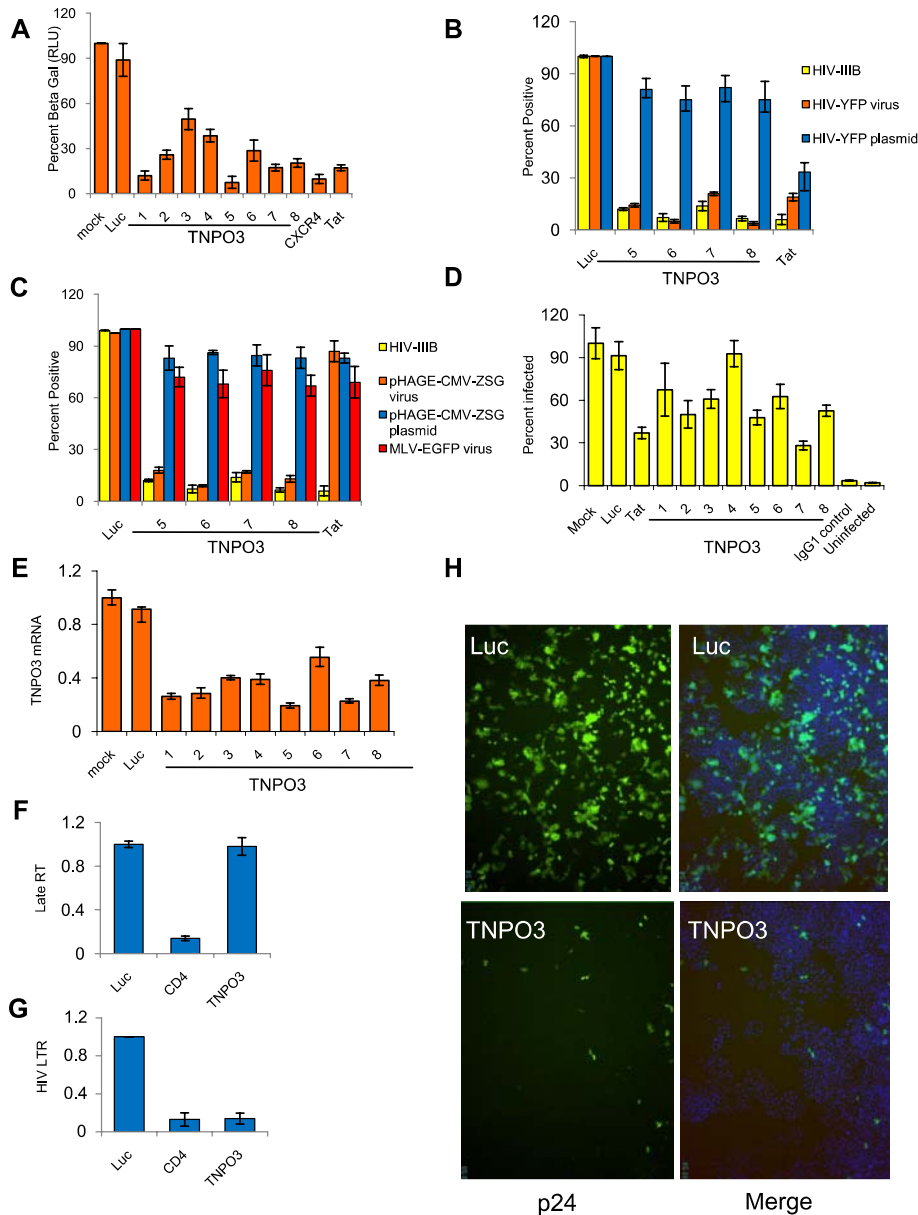 A
Percent Beta Gal (RLU)
120
90
60
30
0
mock
Luc
1
2
3
4
5
6
7
8
CXCR4
Tat
TNPO3
B
Percent Positive
120
90
60
30
0
Luc
5
6
7
8
Tat
TNPO3
HIV-IIIB
HIV-YFP virus
HIV-YFP plasmid
C
Percent Positive
120
90
60
30
0
Luc
5
6
7
8
Tat
TNPO3
HIV-IIIB
pHAGE-CMV-ZSG
virus
pHAGE-CMV-ZSG
plasmid
MLV-EGFP virus
D
Percent infected
120
90
60
30
0
Mock
Luc
Tat
1
2
3
4
5
6
7
8
IgG1 control
Uninfected
TNPO3
E
TNPO3 mRNA
1.2
0.8
0.4
0
mock
Luc
1
2
3
4
5
6
7
8
TNPO3
F
Late RT
1.2
0.8
0.4
0
Luc
CD4
TNPO3
G
HIV LTR
1.2
0.8
0.4
0
Luc
CD4
TNPO3
H
Luc
Luc
TNPO3
TNPO3
p24
Merge